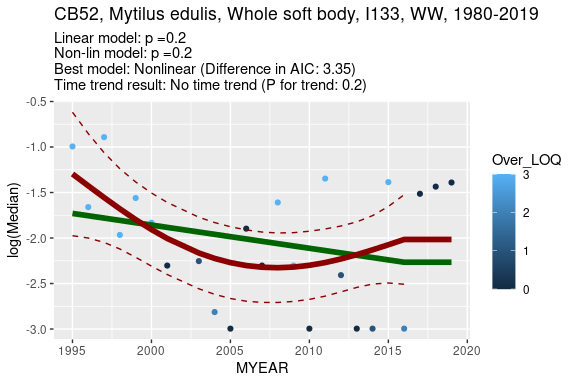 CB52, Mytilus edulis, Whole soft body, I133, WW, 1980-2019
Linear model: p =0.2
Non-lin model: p =0.2
Best model: Nonlinear (Difference in AIC: 3.35)
Time trend result: No time trend (P for trend: 0.2)
-0.5
-1.0
-1.5
-2.0
-2.5
-3.0
log(Median)
1995
2000
2005
2010
2015
2020
MYEAR
Over_LOQ
3
2
1
0